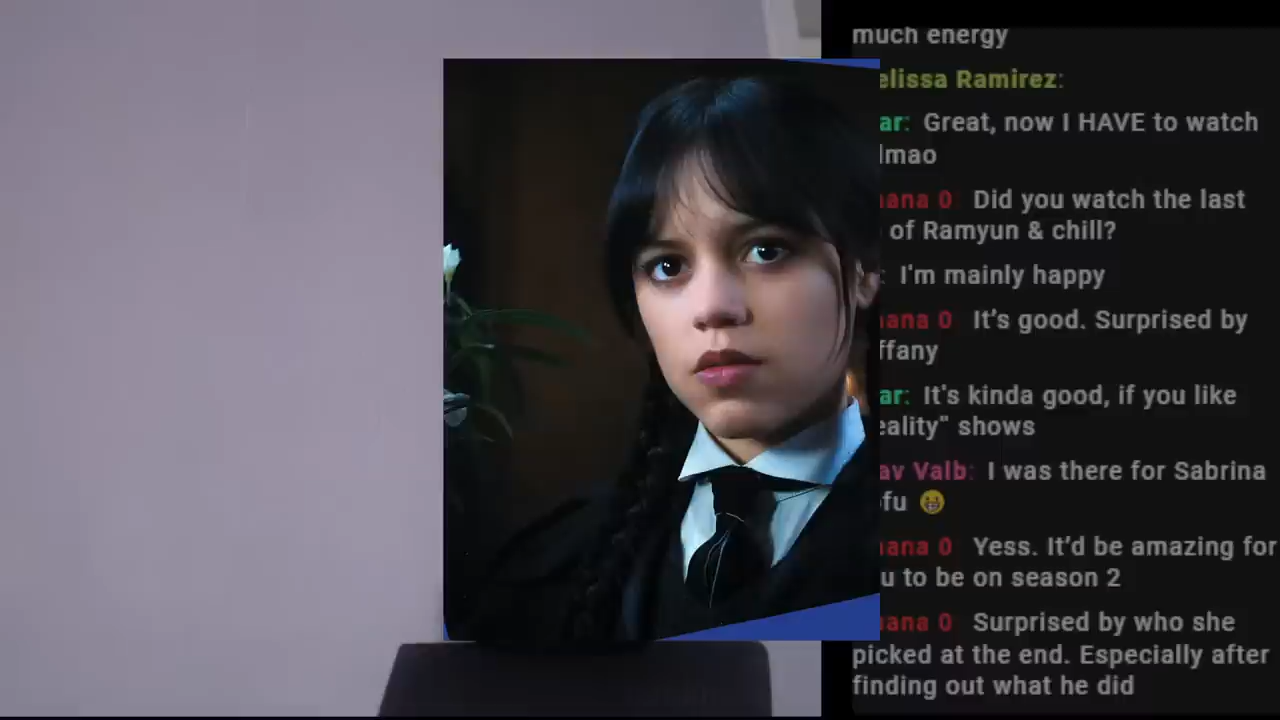 much energy
elissa Ramirez:
ar: Great, now I HAVE to watch
lmao
ana 0 Did you watch the last
of Ramyun & chill?
: I'm mainly happy
ana 0 It's good. Surprised by
ffany
ar: It's kinda good, if you like
eality" shows
av Valb: I was there for Sabrina
ofu 😄
ana 0 Yess. It'd be amazing for
u to be on season 2
ana 0 Surprised by who she
picked at the end. Especially after
finding out what he did